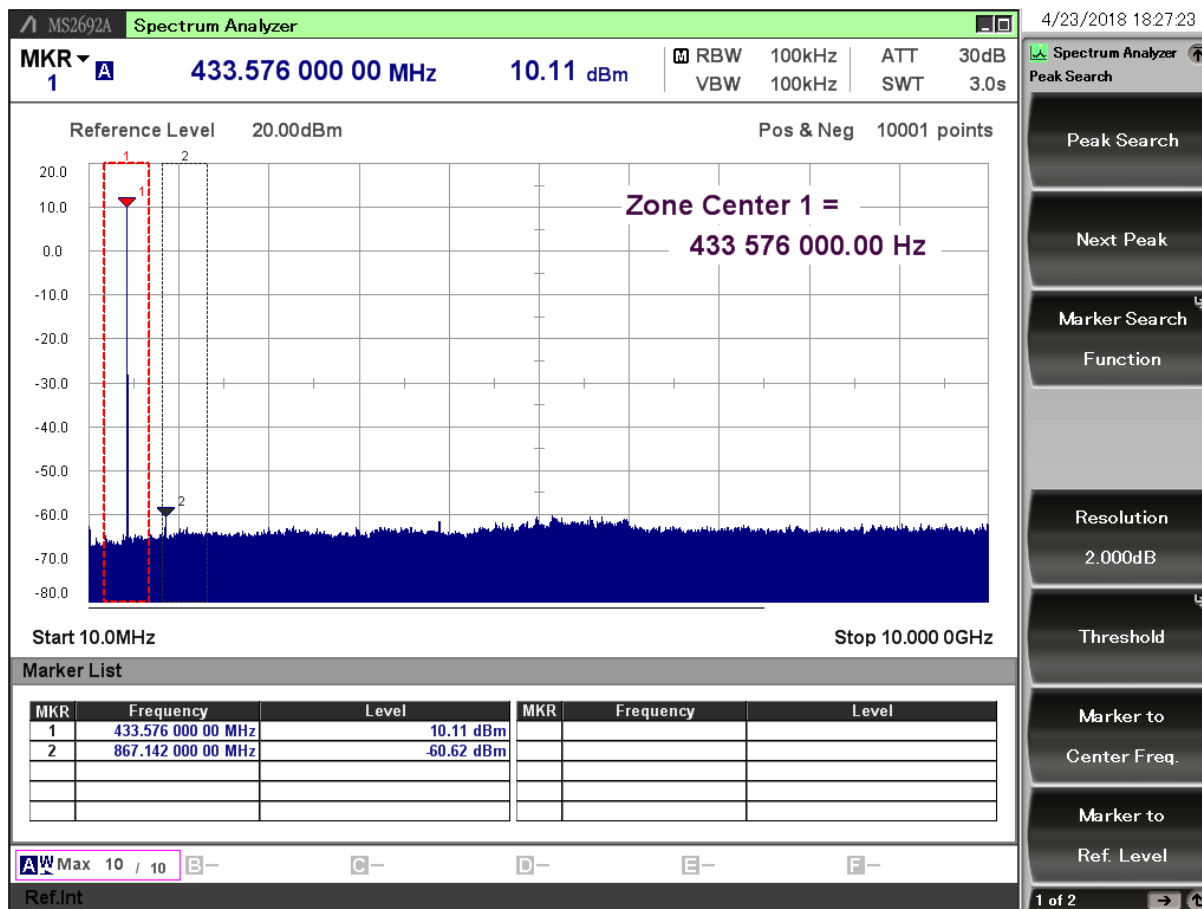 MS2692A Spectrum Analyzer
4/23/2018 18:27:23
MKR A 433.576 000 00 MHz 10.11 dBm M RBW 100kHz ATT 30dB
1 VBW 100kHz SWT 3.0s
Spectrum Analyzer
Peak Search
Reference Level 20.00dBm Pos & Neg 10001 points
1 2
20.0
10.0
0.0
-10.0
-20.0
-30.0
-40.0
-50.0
-60.0
-70.0
-80.0
1
2
Zone Center 1 =
433 576 000.00 Hz
Start 10.0MHz Stop 10.000 0GHz
Marker List
MKR Frequency Level MKR Frequency Level
1 433.576 000 00 MHz 10.11 dBm
2 867.142 000 00 MHz -60.62 dBm
A W Max 10 / 10 B- C- D- E- F-
Ref.Int
Peak Search
Next Peak
Marker Search
Function
Resolution
2.000dB
Threshold
Marker to
Center Freq.
Marker to
Ref. Level
1 of 2